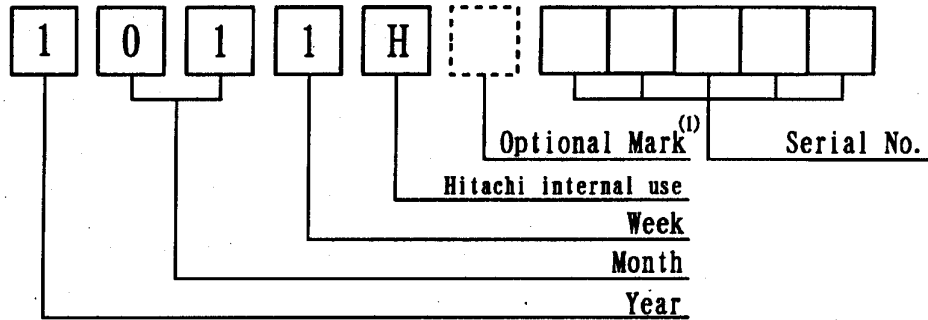 1 0 1 1 H
Optional Mark(1) Serial No.
Hitachi internal use
Week
Month
Year